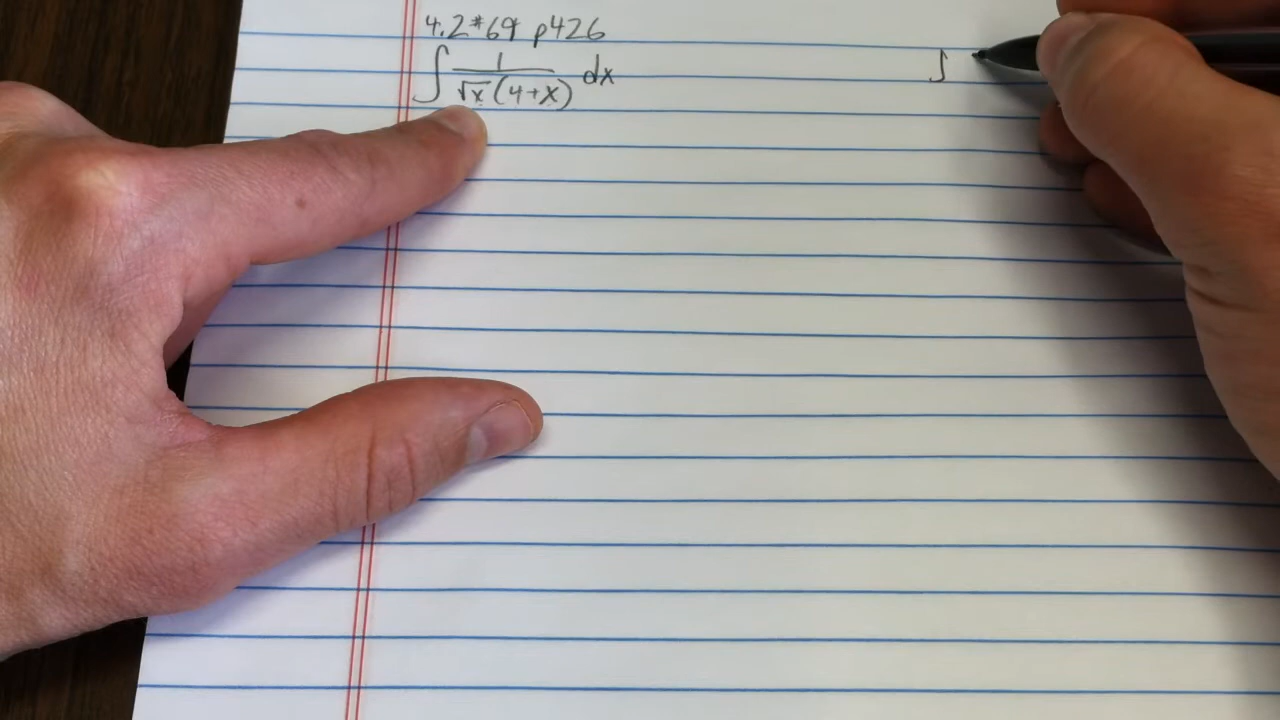 4.2 #69 p426
∫ 1/(√x(4+x)) dx
∫